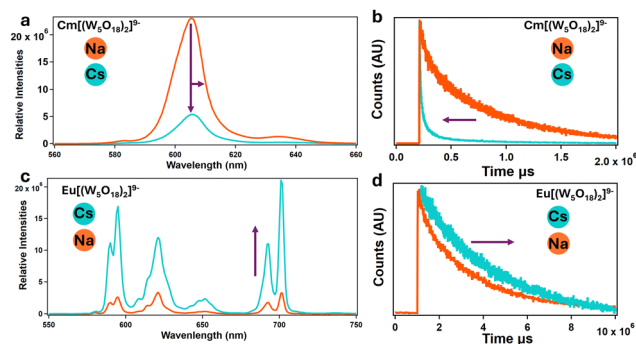 a
Cm[(W5O18)2]9-
Na
Cs
Relative Intensities
20 x 10^6
15
10
5
0
560
580
600
620
640
660
Wavelength (nm)
b
Cm[(W5O18)2]9-
Na
Cs
Counts (AU)
0.0
0.5
1.0
1.5
2.0 x 10^6
Time μs
c
Eu[(W5O18)2]9-
Cs
Na
Relative Intensities
20 x 10^6
15
10
5
0
550
600
650
700
750
Wavelength (nm)
d
Eu[(W5O18)2]9-
Cs
Na
Counts (AU)
0
2
4
6
8
10 x 10^6
Time μs